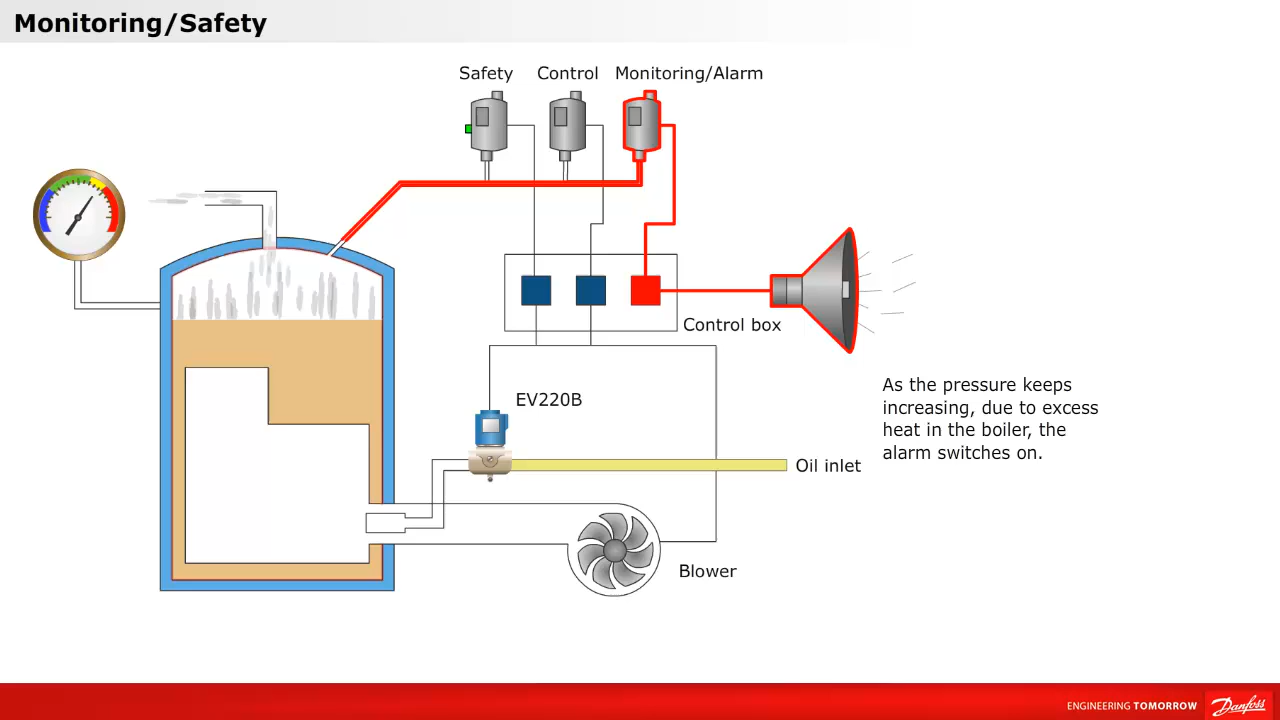 Monitoring/Safety
Safety
Control
Monitoring/Alarm
Control box
EV220B
As the pressure keeps
increasing, due to excess
heat in the boiler, the
alarm switches on.
Oil inlet
Blower
ENGINEERING TOMORROW
Danfoss